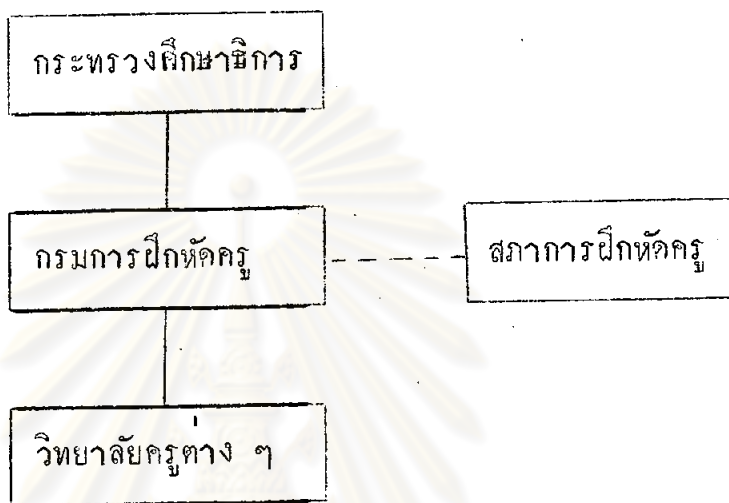 กระทรวงศึกษาธิการ
กรมการฝึกหัดครู
สภาการฝึกหัดครู
วิทยาลัยครูต่าง ๆ